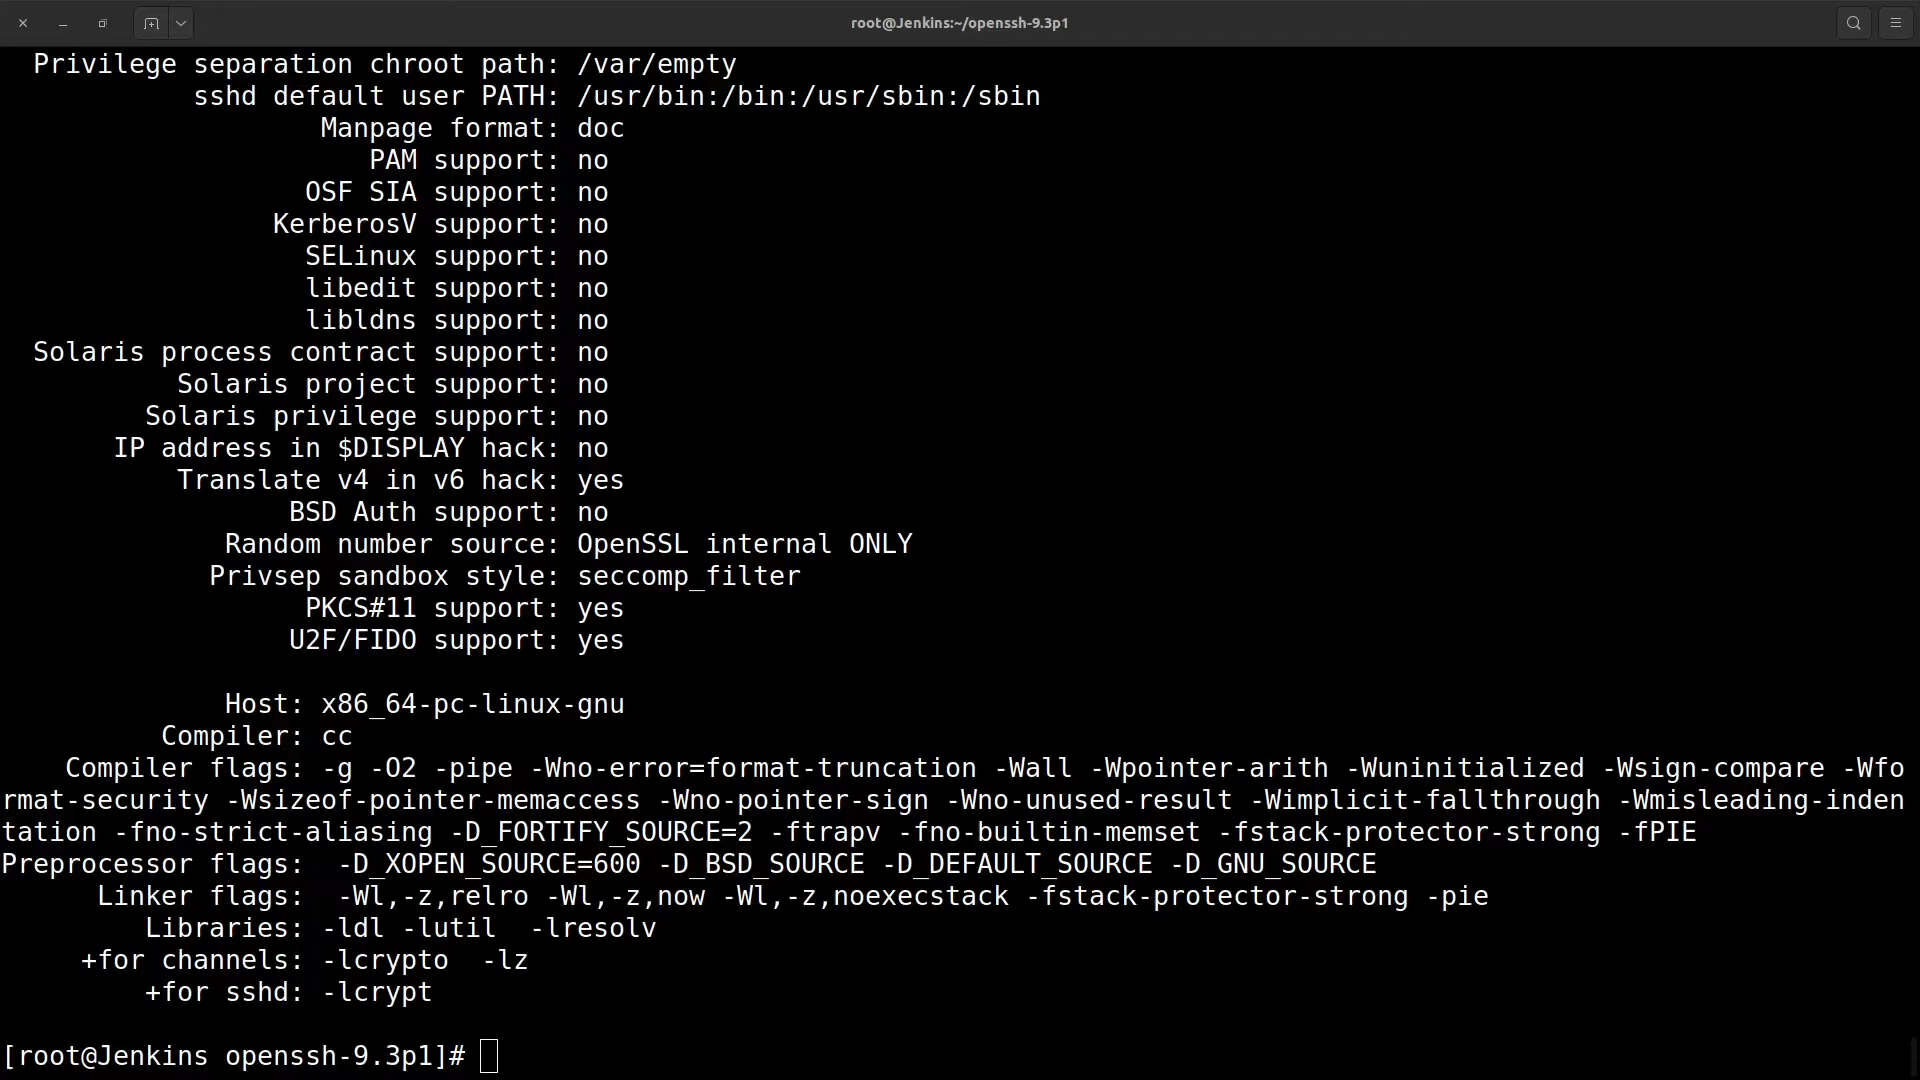 root@Jenkins:~/openssh-9.3p1
Privilege separation chroot path: /var/empty
sshd default user PATH: /usr/bin:/bin:/usr/sbin:/sbin
Manpage format: doc
PAM support: no
OSF SIA support: no
KerberosV support: no
SELinux support: no
libedit support: no
libldns support: no
Solaris process contract support: no
Solaris project support: no
Solaris privilege support: no
IP address in $DISPLAY hack: no
Translate v4 in v6 hack: yes
BSD Auth support: no
Random number source: OpenSSL internal ONLY
Privsep sandbox style: seccomp_filter
PKCS#11 support: yes
U2F/FIDO support: yes
Host: x86_64-pc-linux-gnu
Compiler: cc
Compiler flags: -g -O2 -pipe -Wno-error=format-truncation -Wall -Wpointer-arith -Wuninitialized -Wsign-compare -Wfo
rmat-security -Wsizeof-pointer-memaccess -Wno-pointer-sign -Wno-unused-result -Wimplicit-fallthrough -Wmisleading-inden
tation -fno-strict-aliasing -D_FORTIFY_SOURCE=2 -ftrapv -fno-builtin-memset -fstack-protector-strong -fPIE
Preprocessor flags:  -D_XOPEN_SOURCE=600 -D_BSD_SOURCE -D_DEFAULT_SOURCE -D_GNU_SOURCE
Linker flags:  -Wl,-z,relro -Wl,-z,now -Wl,-z,noexecstack -fstack-protector-strong -pie
Libraries: -ldl -lutil  -lresolv
+for channels: -lcrypto  -lz
+for sshd: -lcrypt
[root@Jenkins openssh-9.3p1]#